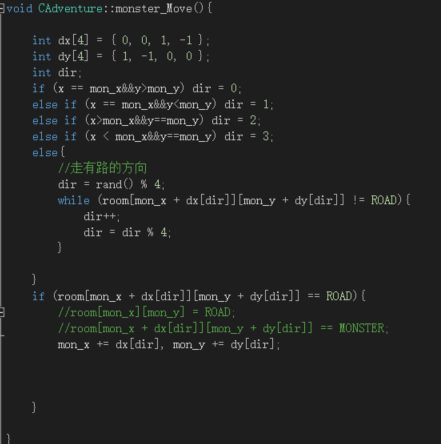 void CAdventure::monster_Move(){
int dx[4] = { 0, 0, 1, -1 };
int dy[4] = { 1, -1, 0, 0 };
int dir;
if (x == mon_x&&y>mon_y) dir = 0;
else if (x == mon_x&&y<mon_y) dir = 1;
else if (x>mon_x&&y==mon_y) dir = 2;
else if (x < mon_x&&y==mon_y) dir = 3;
else{
//走有路的方向
dir = rand() % 4;
while (room[mon_x + dx[dir]][mon_y + dy[dir]] != ROAD){
dir++;
dir = dir % 4;
}
}
if (room[mon_x + dx[dir]][mon_y + dy[dir]] == ROAD){
//room[mon_x][mon_y] = ROAD;
//room[mon_x + dx[dir]][mon_y + dy[dir]] == MONSTER;
mon_x += dx[dir], mon_y += dy[dir];
}
}